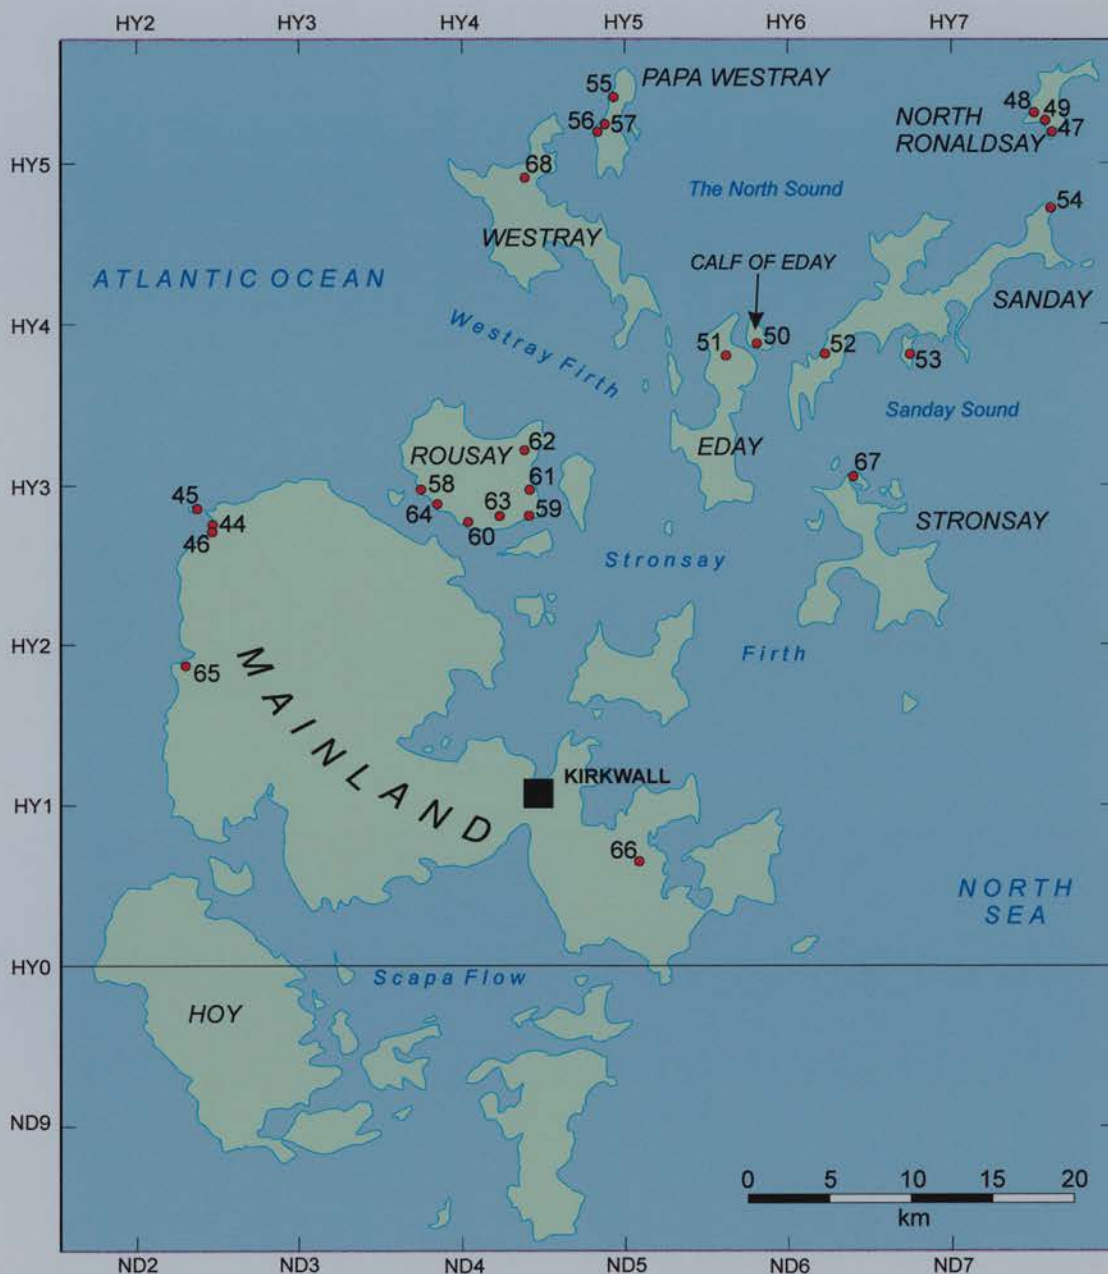 HY2 HY3 HY4 HY5 HY6 HY7
55 PAPA WESTRAY
48 49
NORTH
RONALDSAY 47
56 57
HY5
68
The North Sound
54
WESTRAY
CALF OF EDAY
ATLANTIC OCEAN
SANDAY
HY4
Westray Firth
51 50 52 53
Sanday Sound
ROUSAY 62
EDAY
67
HY3
58 61
45 64 63 59
44 60
46
STRONSAY
Stronsay
HY2
Firth
65
MAINLAND
KIRKWALL
HY1
66
NORTH
SEA
HY0
Scapa Flow
HOY
ND9
0 5 10 15 20
km
ND2 ND3 ND4 ND5 ND6 ND7